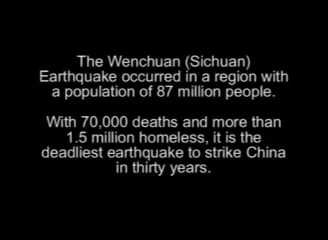 The Wenchuan (Sichuan)
Earthquake occurred in a region with
a population of 87 million people.
With 70,000 deaths and more than
1.5 million homeless, it is the
deadliest earthquake to strike China
in thirty years.